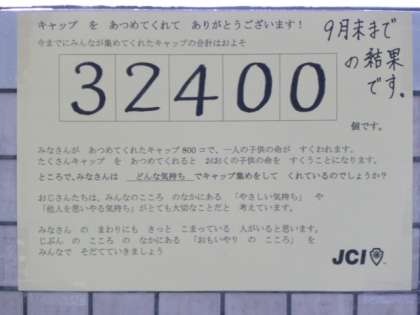 キャップ を あつめてくれて ありがとうございます!
今までにみんなが集めてくれたキャップの合計はおよそ
9月末まで
の結果
です。
32400
個です。
みなさんが あつめてくれたキャップ800コで、一人の子供の命が すくわれます。
たくさんキャップ を あつめてくれると おおくの子供の命を すくうことになります。
ところで、みなさんは どんな気持ち でキャップ集めをして くれているのでしょうか?
おじさんたちは、みんなのこころ のなかにある 「やさしい気持ち」 や
「他人を思いやる気持ち」がとても大切なことだと 考えています。
みなさん の まわりにも きっと こまっている 人がいると思います。
じぶん の こころ の なかにある 「おもいやり の こころ」 を
みんなで そだてていきましょう
JCI